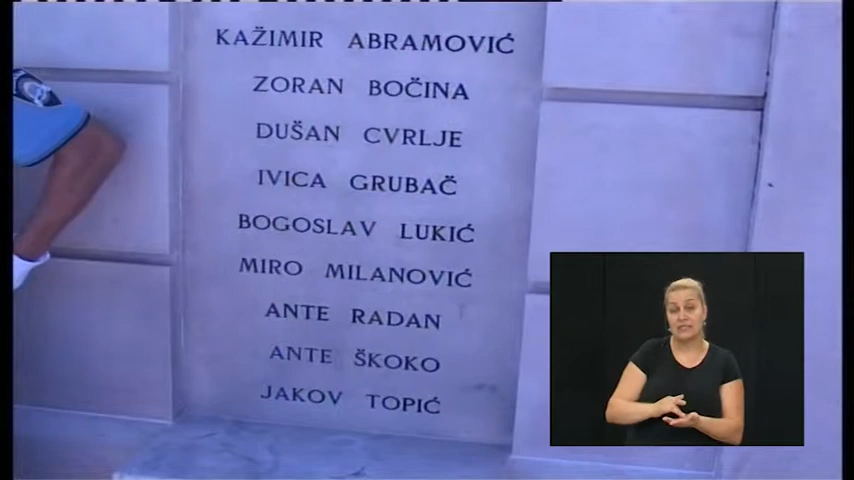 KAŽIMIR ABRAMOVIĆ
ZORAN BOČINA
DUŠAN CVRLJE
IVICA GRUBAČ
BOGOSLAV LUKIĆ
MIRO MILANOVIĆ
ANTE RADAN
ANTE ŠKOKO
JAKOV TOPIĆ